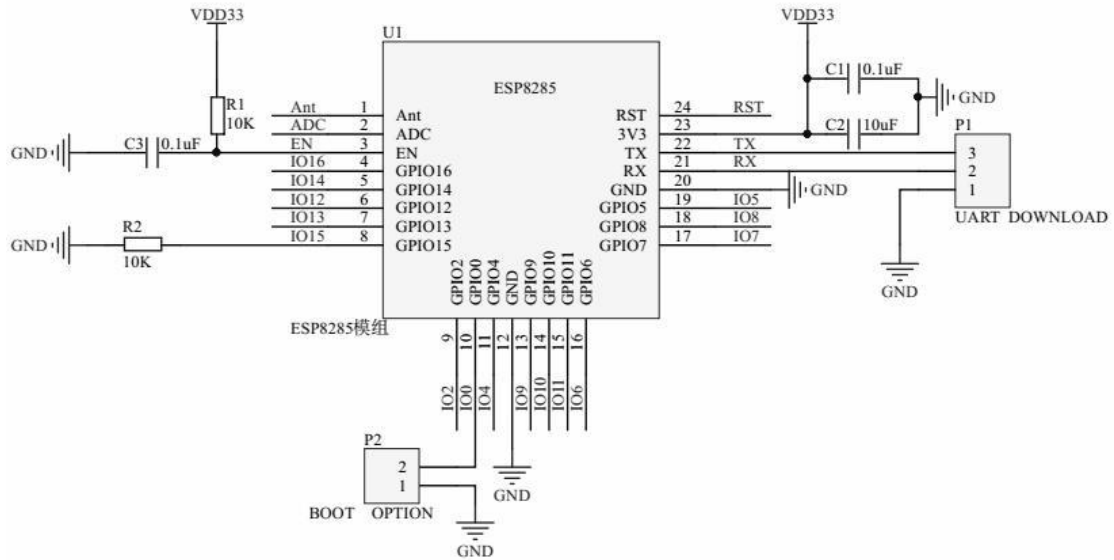 VDD33
VDD33
U1
ESP8285
C1 0.1uF
GND
C2 10uF
R1
10K
Ant 1 Ant
ADC 2 ADC
EN 3 EN
IO16 4 GPIO16
IO14 5 GPIO14
IO12 6 GPIO12
IO13 7 GPIO13
IO15 8 GPIO15
GND C3 0.1uF
GND R2
10K
RST 24 RST
3V3 23
TX 22 TX
RX 21 RX
GND 20 GND
GPIO5 19 IO5
GPIO8 18 IO8
GPIO7 17 IO7
P1
3
2
1
UART DOWNLOAD
GND
GPIO2
GPIO0
GPIO4
GND
GPIO9
GPIO10
GPIO11
GPIO6
ESP8285模组
9
10
11
12
13
14
15
16
IO2
IO0
IO4
IO9
IO10
IO11
IO6
P2
2
1
BOOT OPTION
GND
GND